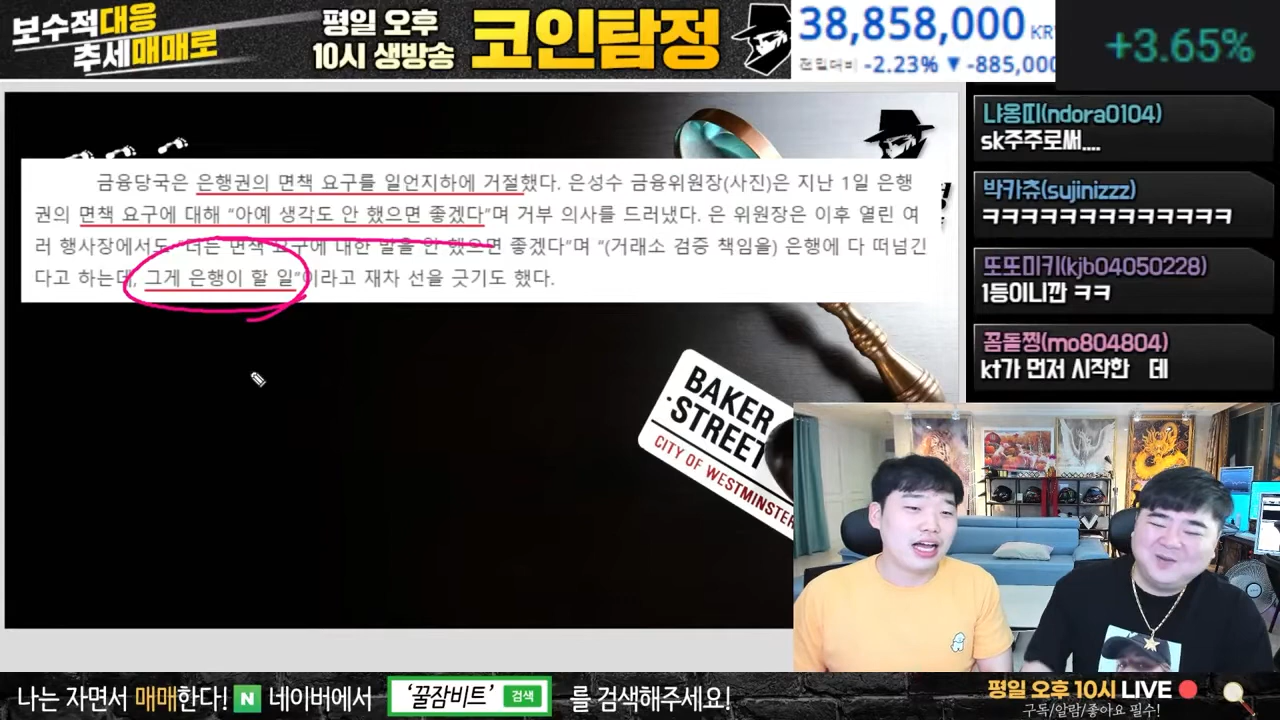 보수적대응
추세매매로
평일 오후
10시 생방송
코인탐정
38,858,000 KR
전일대비 -2.23% ▼ -885,000
+3.65%
금융당국은 은행권의 면책 요구를 일언지하에 거절했다. 은성수 금융위원장(사진)은 지난 1일 은행
권의 면책 요구에 대해 “아예 생각도 안 했으면 좋겠다”며 거부 의사를 드러냈다. 은 위원장은 이후 열린 여
러 행사장에서도 “더는 면책 요구에 대한 말을 안 했으면 좋겠다”며 “(거래소 검증 책임을) 은행에 다 떠넘긴
다고 하는데, 그게 은행이 할 일”이라고 재차 선을 긋기도 했다.
냐옹띠(ndora0104)
sk주주로써....
박카츄(sujinizzz)
ㅋㅋㅋㅋㅋㅋㅋㅋㅋㅋㅋㅋㅋ
또또미키(kjb04050228)
1등이니깐 ㅋㅋ
꼼돌찡(mo804804)
kt가 먼저 시작한 데
BAKER
STREET
CITY OF WESTMINSTER
나는 자면서 매매한다! N 네이버에서 '꿀잠비트' 검색 를 검색해주세요!
평일 오후 10시 LIVE
구독/알람/좋아요 필수!